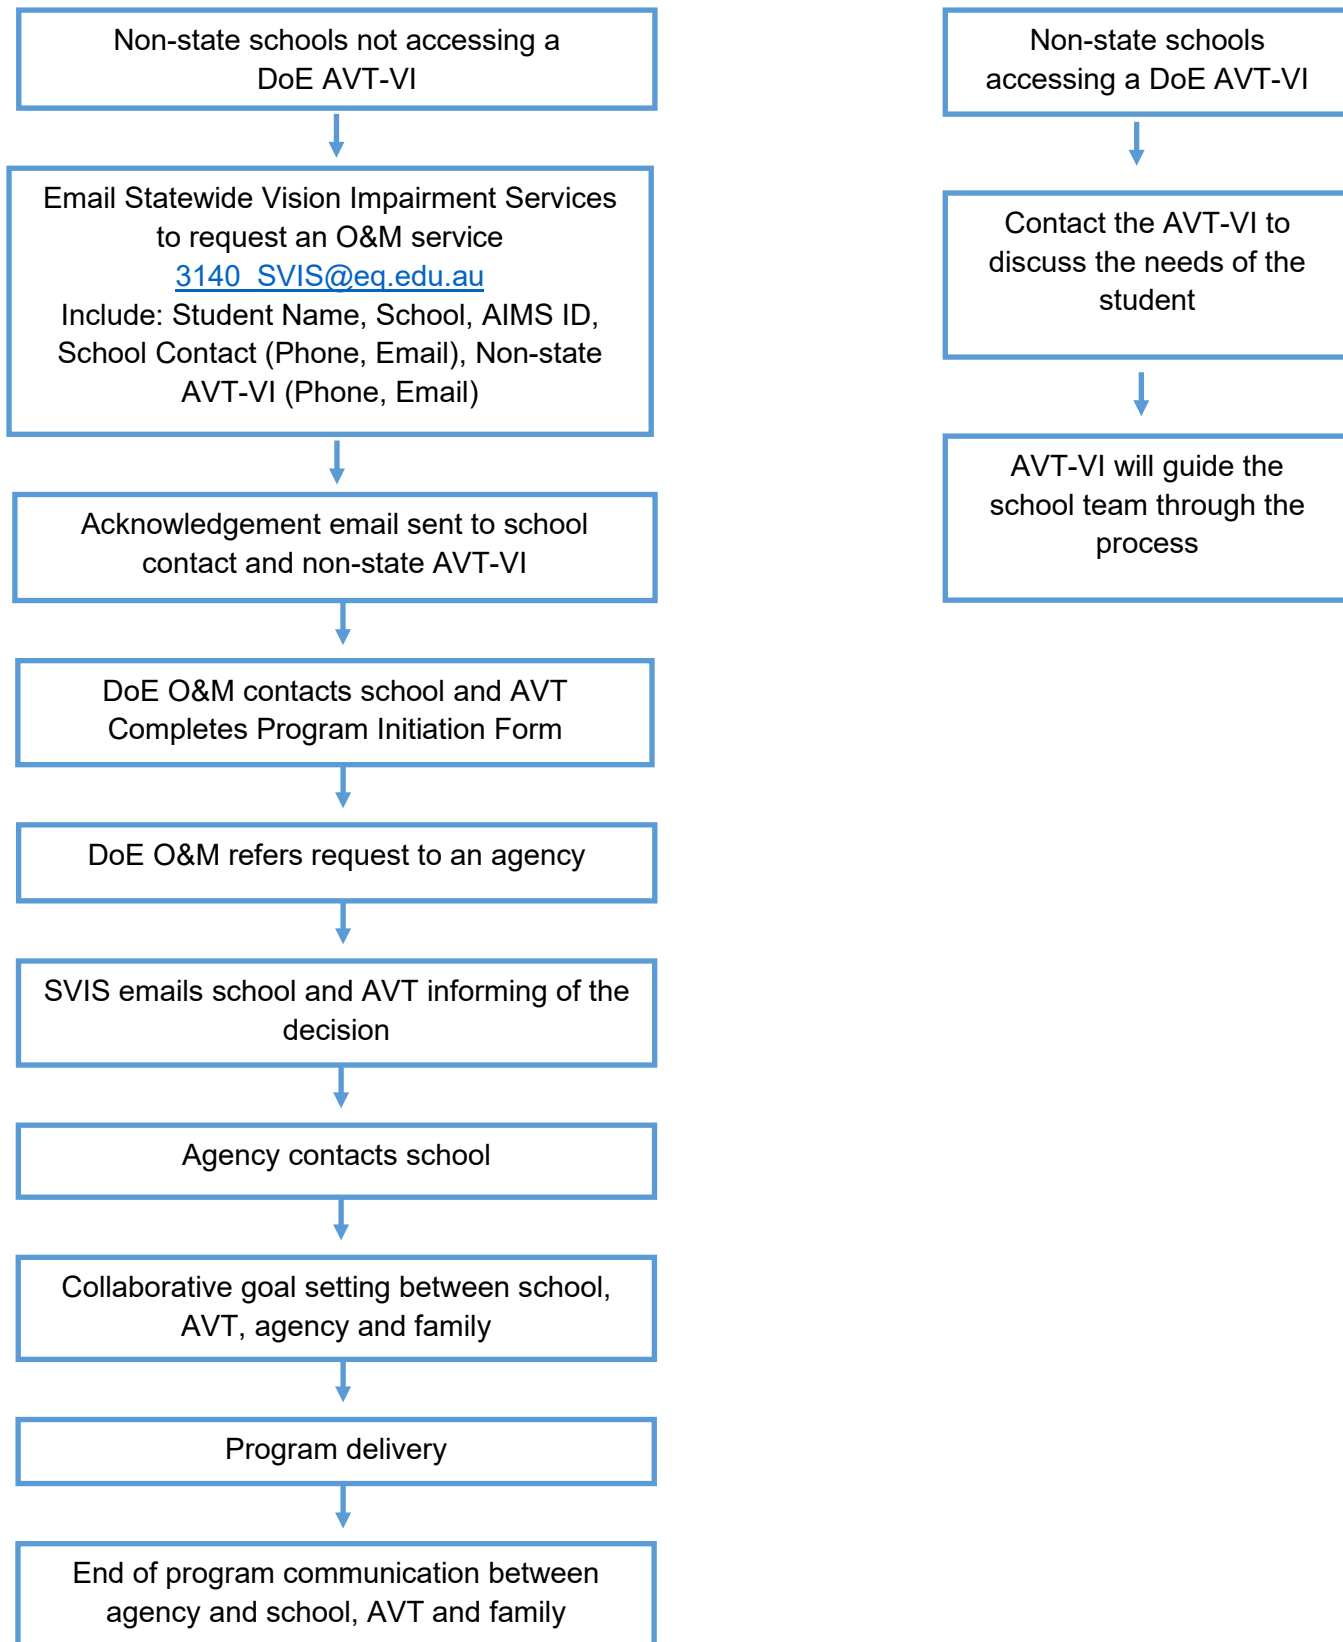 Non-state schools not accessing a
DoE AVT-VI
Email Statewide Vision Impairment Services
to request an O&M service
3140_SVIS@eq.edu.au
Include: Student Name, School, AIMS ID,
School Contact (Phone, Email), Non-state
AVT-VI (Phone, Email)
Acknowledgement email sent to school
contact and non-state AVT-VI
DoE O&M contacts school and AVT
Completes Program Initiation Form
DoE O&M refers request to an agency
SVIS emails school and AVT informing of the
decision
Agency contacts school
Collaborative goal setting between school,
AVT, agency and family
Program delivery
End of program communication between
agency and school, AVT and family
Non-state schools
accessing a DoE AVT-VI
Contact the AVT-VI to
discuss the needs of the
student
AVT-VI will guide the
school team through the
process